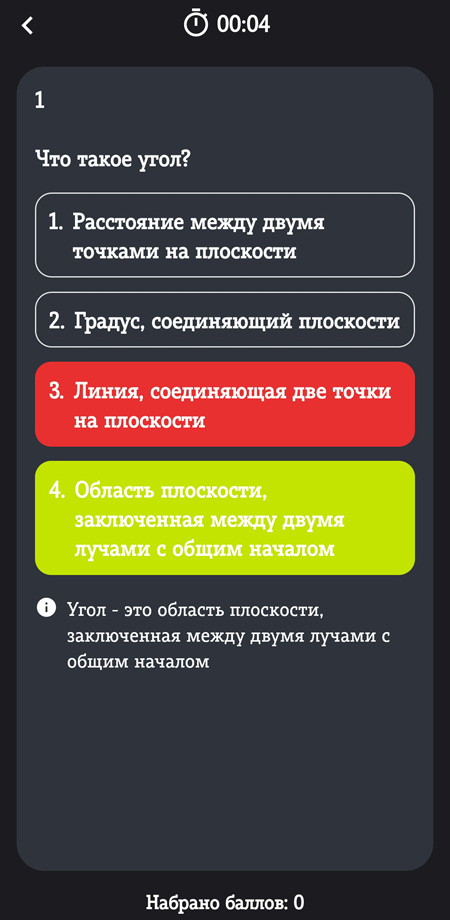 00:04
1
Что такое угол?
1. Расстояние между двумя
точками на плоскости
2. Градус, соединяющий плоскости
3. Линия, соединяющая две точки
на плоскости
4. Область плоскости,
заключенная между двумя
лучами с общим началом
Угол - это область плоскости,
заключенная между двумя лучами с
общим началом
Набрано баллов: 0